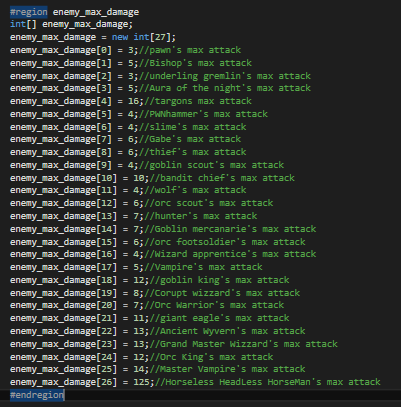 #region enemy_max_damage
int[] enemy_max_damage;
enemy_max_damage = new int[27];
enemy_max_damage[0] = 3;//pawn's max attack
enemy_max_damage[1] = 5;//Bishop's max attack
enemy_max_damage[2] = 3;//underling gremlin's max attack
enemy_max_damage[3] = 5;//Aura of the night's max attack
enemy_max_damage[4] = 16;//targons max attack
enemy_max_damage[5] = 4;//PWNhammer's max attack
enemy_max_damage[6] = 4;//slime's max attack
enemy_max_damage[7] = 6;//Gabe's max attack
enemy_max_damage[8] = 6;//thief's max attack
enemy_max_damage[9] = 4;//goblin scout's max attack
enemy_max_damage[10] = 10;//bandit chief's max attack
enemy_max_damage[11] = 4;//wolf's max attack
enemy_max_damage[12] = 6;//orc scout's max attack
enemy_max_damage[13] = 7;//hunter's max attack
enemy_max_damage[14] = 7;//Goblin mercanarie's max attack
enemy_max_damage[15] = 6;//orc footsoldier's max attack
enemy_max_damage[16] = 4;//Wizard apprentice's max attack
enemy_max_damage[17] = 5;//Vampire's max attack
enemy_max_damage[18] = 12;//goblin king's max attack
enemy_max_damage[19] = 8;//Corupt wizzard's max attack
enemy_max_damage[20] = 7;//Orc Warrior's max attack
enemy_max_damage[21] = 11;//giant eagle's max attack
enemy_max_damage[22] = 13;//Ancient Wyvern's max attack
enemy_max_damage[23] = 13;//Grand Master Wizzard's max attack
enemy_max_damage[24] = 12;//Orc King's max attack
enemy_max_damage[25] = 14;//Master Vampire's max attack
enemy_max_damage[26] = 125;//Horseless HeadLess HorseMan's max attack
#endregion